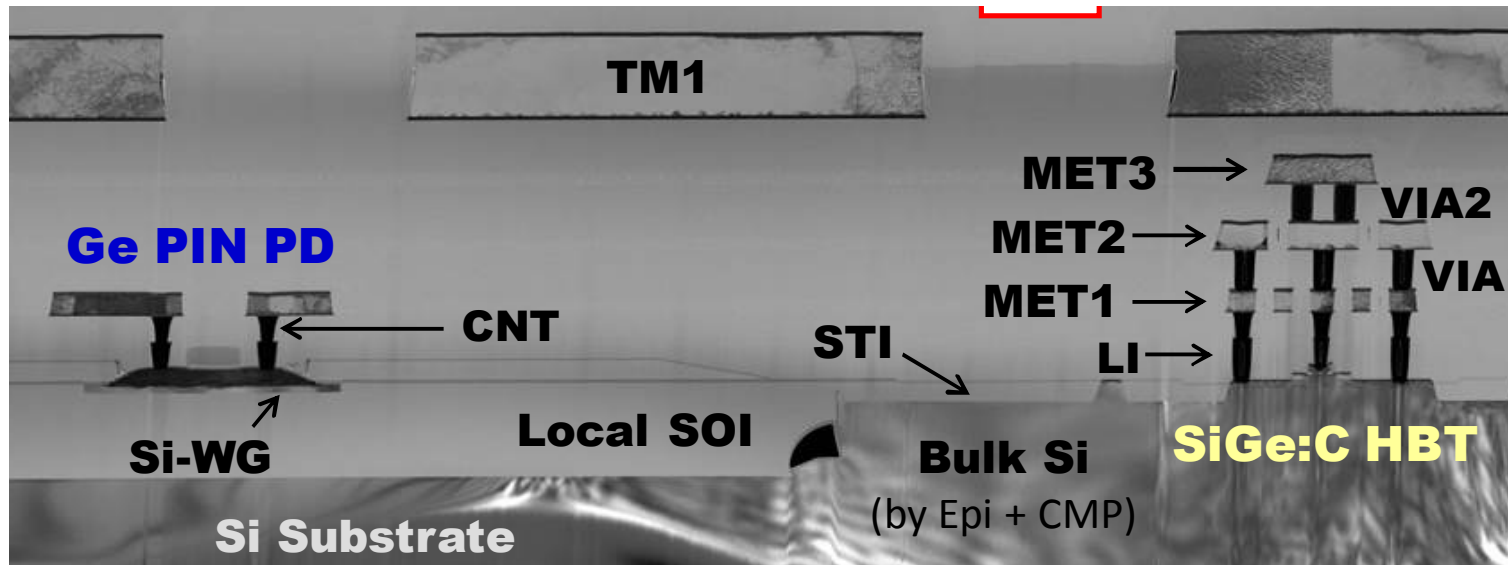 TM1
MET3
VIA2
Ge PIN PD
MET2
VIA
MET1
CNT
STI
LI
Local SOI
Si-WG
Bulk Si
SiGe:C HBT
(by Epi + CMP)
Si Substrate